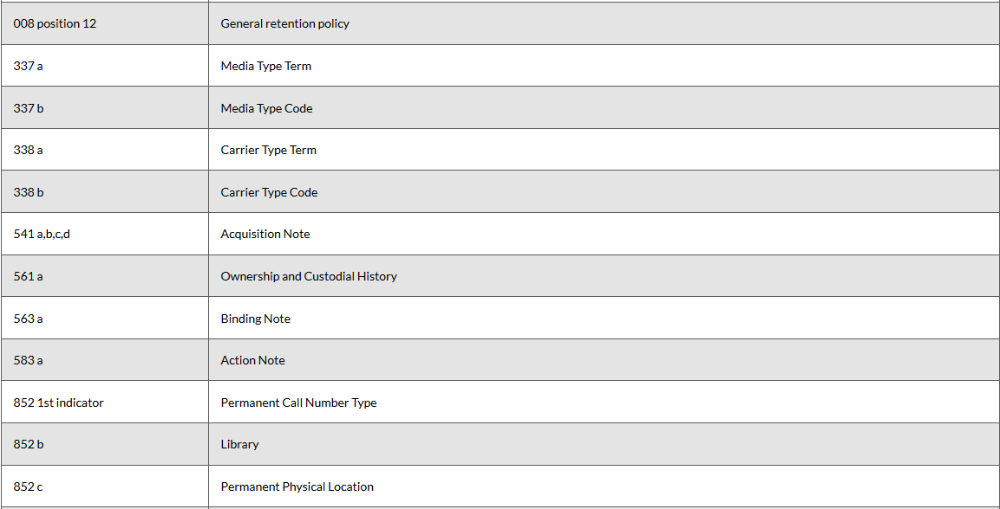 008 position 12 General retention policy
337 a Media Type Term
337 b Media Type Code
338 a Carrier Type Term
338 b Carrier Type Code
541 a,b,c,d Acquisition Note
561 a Ownership and Custodial History
563 a Binding Note
583 a Action Note
852 1st indicator Permanent Call Number Type
852 b Library
852 c Permanent Physical Location